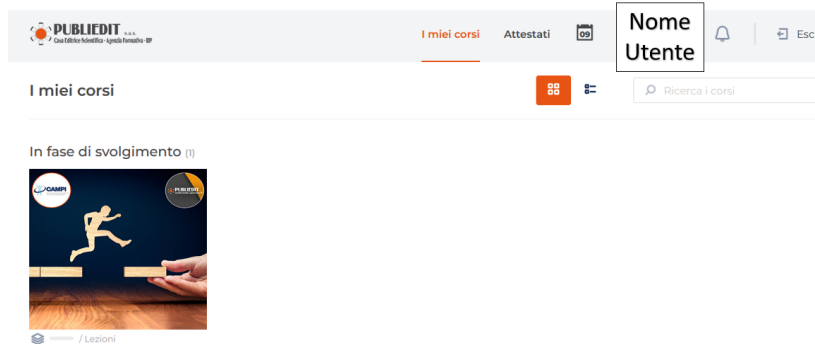 PUBLIEDIT s.a.s.
Casa Editrice Scientifica - Agenzia Formativa - BP
I miei corsi
Attestati
09
Nome
Utente
Esc
I miei corsi
Ricerca i corsi
In fase di svolgimento (1)
CAMPI
PUBLIEDIT
/ Lezioni